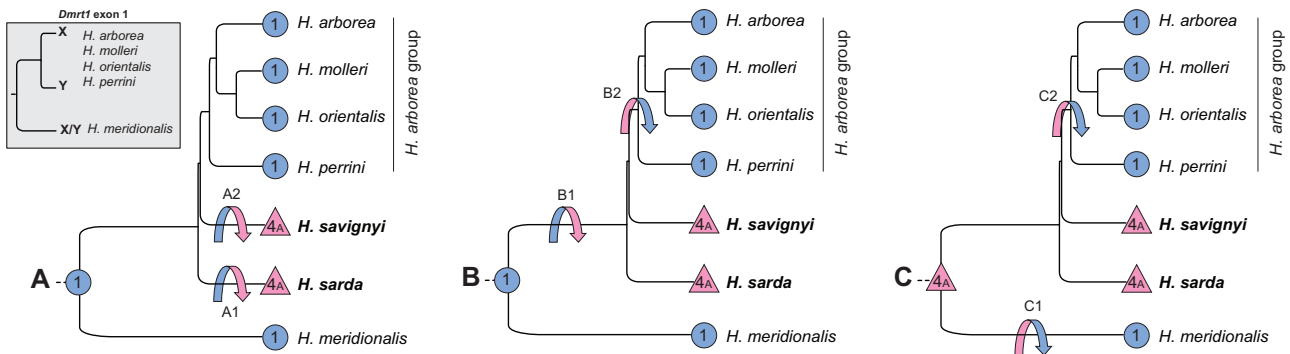 Dmrt1 exon 1
X
H. arborea
H. molleri
H. orientalis
H. perrini
Y
X/Y H. meridionalis
A
1
1 H. arborea
1 H. molleri
1 H. orientalis
1 H. perrini
A2
4A H. savignyi
4A H. sarda
A1
1 H. meridionalis
H. arborea group
B
1
1 H. arborea
1 H. molleri
B2
1 H. orientalis
1 H. perrini
B1
4A H. savignyi
4A H. sarda
1 H. meridionalis
H. arborea group
C
4A
1 H. arborea
1 H. molleri
C2
1 H. orientalis
1 H. perrini
4A H. savignyi
4A H. sarda
C1
1 H. meridionalis
H. arborea group